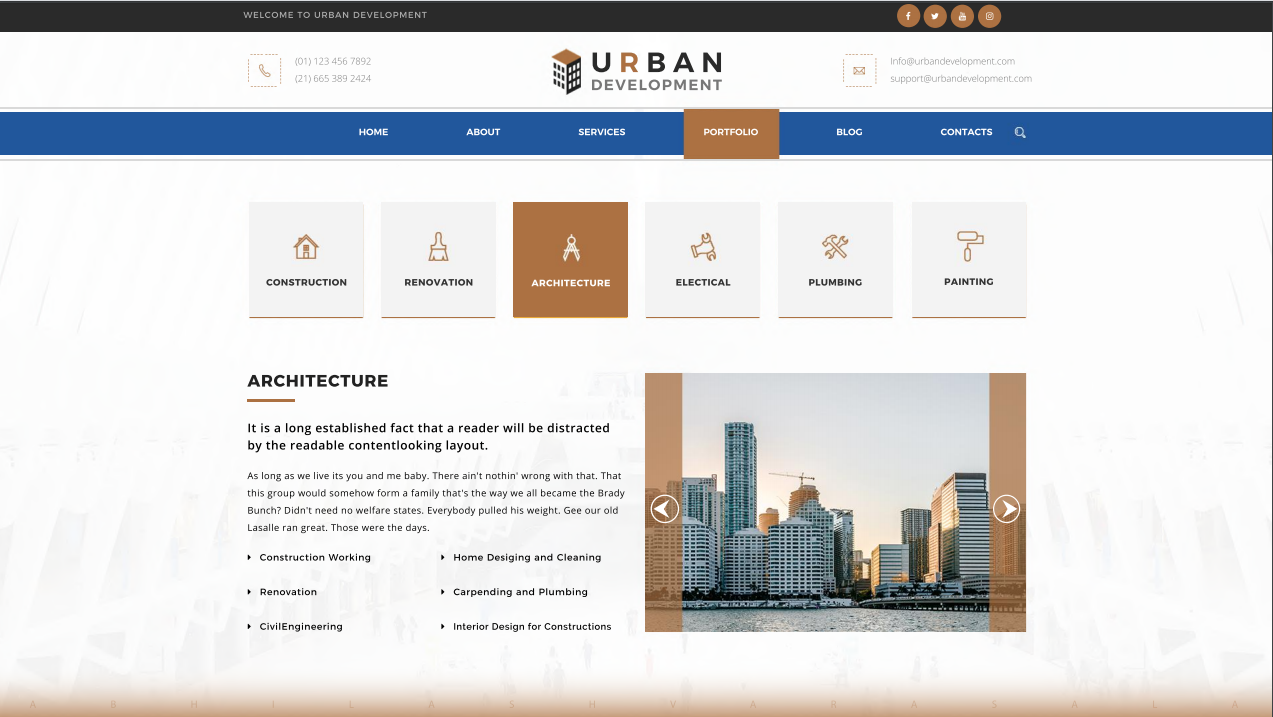 WELCOME TO URBAN DEVELOPMENT
(01) 123 456 7892
(21) 665 389 2424
URBAN
DEVELOPMENT
Info@urbandevelopment.com
support@urbandevelopment.com
HOME ABOUT SERVICES PORTFOLIO BLOG CONTACTS
CONSTRUCTION RENOVATION ARCHITECTURE ELECTICAL PLUMBING PAINTING
ARCHITECTURE
It is a long established fact that a reader will be distracted
by the readable contentlooking layout.
As long as we live its you and me baby. There ain't nothin' wrong with that. That
this group would somehow form a family that's the way we all became the Brady
Bunch? Didn't need no welfare states. Everybody pulled his weight. Gee our old
Lasalle ran great. Those were the days.
Construction Working Home Desiging and Cleaning
Renovation Carpending and Plumbing
CivilEngineering Interior Design for Constructions
A B H I L A S H V A R A S A L A